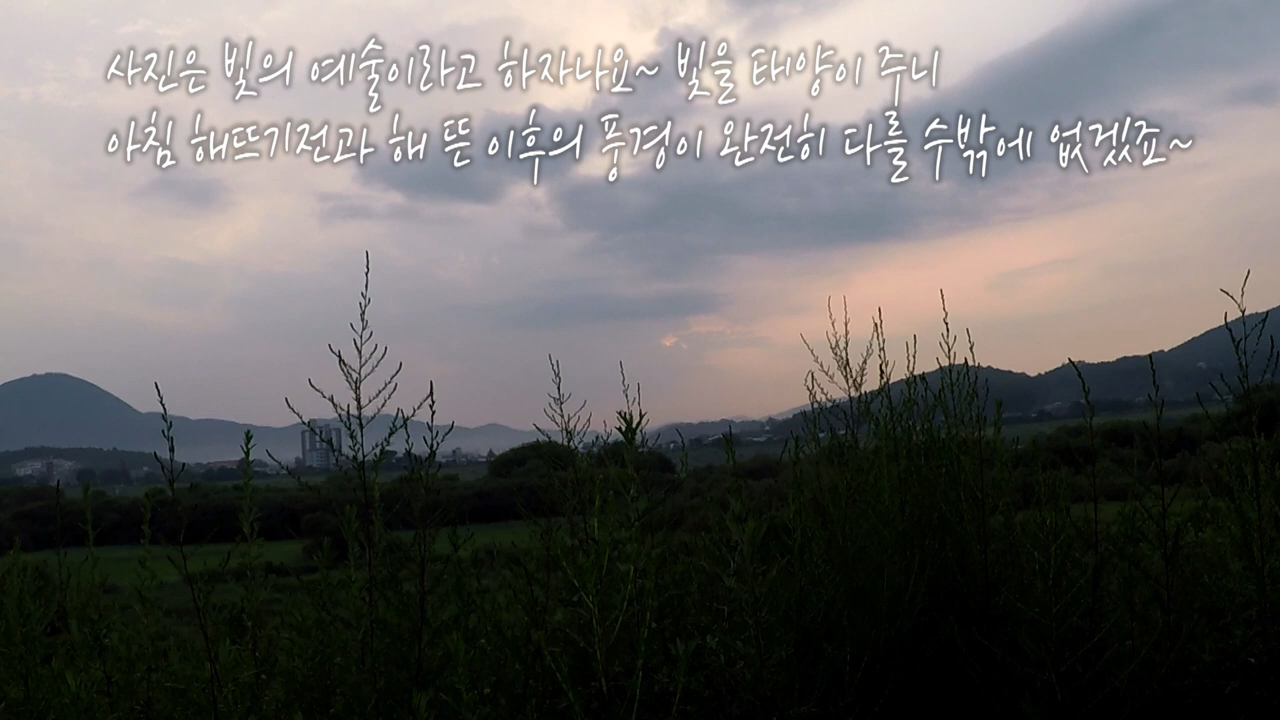 사진은 빛의 예술이라고 하자나요~ 빛을 태양이 주니
아침 해뜨기전과 해 뜬 이후의 풍경이 완전히 다를 수밖에 없겠죠~